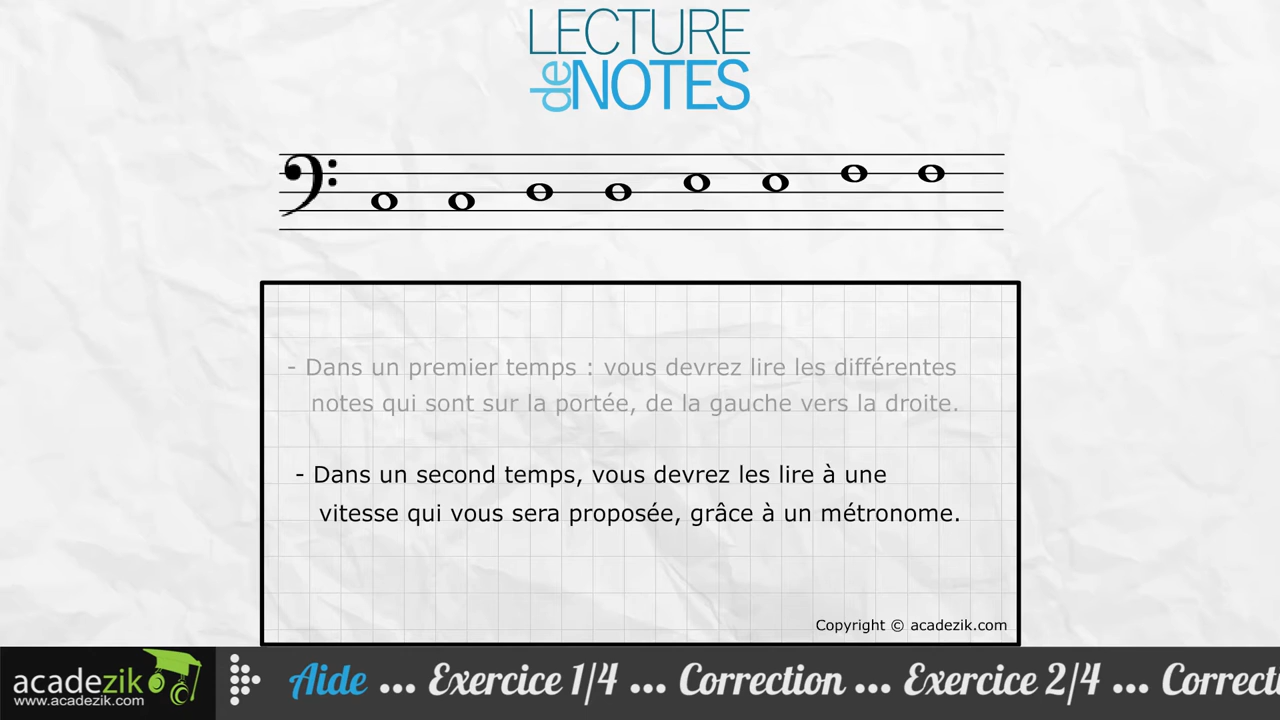 LECTURE
de NOTES
- Dans un premier temps : vous devrez lire les différentes
notes qui sont sur la portée, de la gauche vers la droite.
- Dans un second temps, vous devrez les lire à une
vitesse qui vous sera proposée, grâce à un métronome.
Copyright © acadezik.com
acadezik
www.acadezik.com
Aide ... Exercice 1/4 ... Correction ... Exercice 2/4 ... Correct